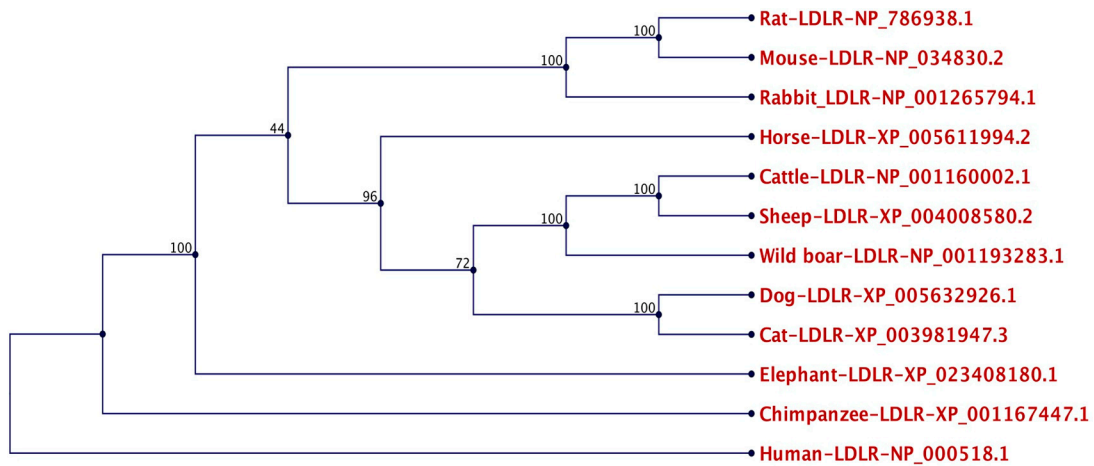 100
Rat-LDLR-NP_786938.1
100
Mouse-LDLR-NP_034830.2
Rabbit_LDLR-NP_001265794.1
44
Horse-LDLR-XP_005611994.2
100
Cattle-LDLR-NP_001160002.1
96
100
Sheep-LDLR-XP_004008580.2
100
Wild boar-LDLR-NP_001193283.1
72
Dog-LDLR-XP_005632926.1
100
Cat-LDLR-XP_003981947.3
Elephant-LDLR-XP_023408180.1
Chimpanzee-LDLR-XP_001167447.1
Human-LDLR-NP_000518.1